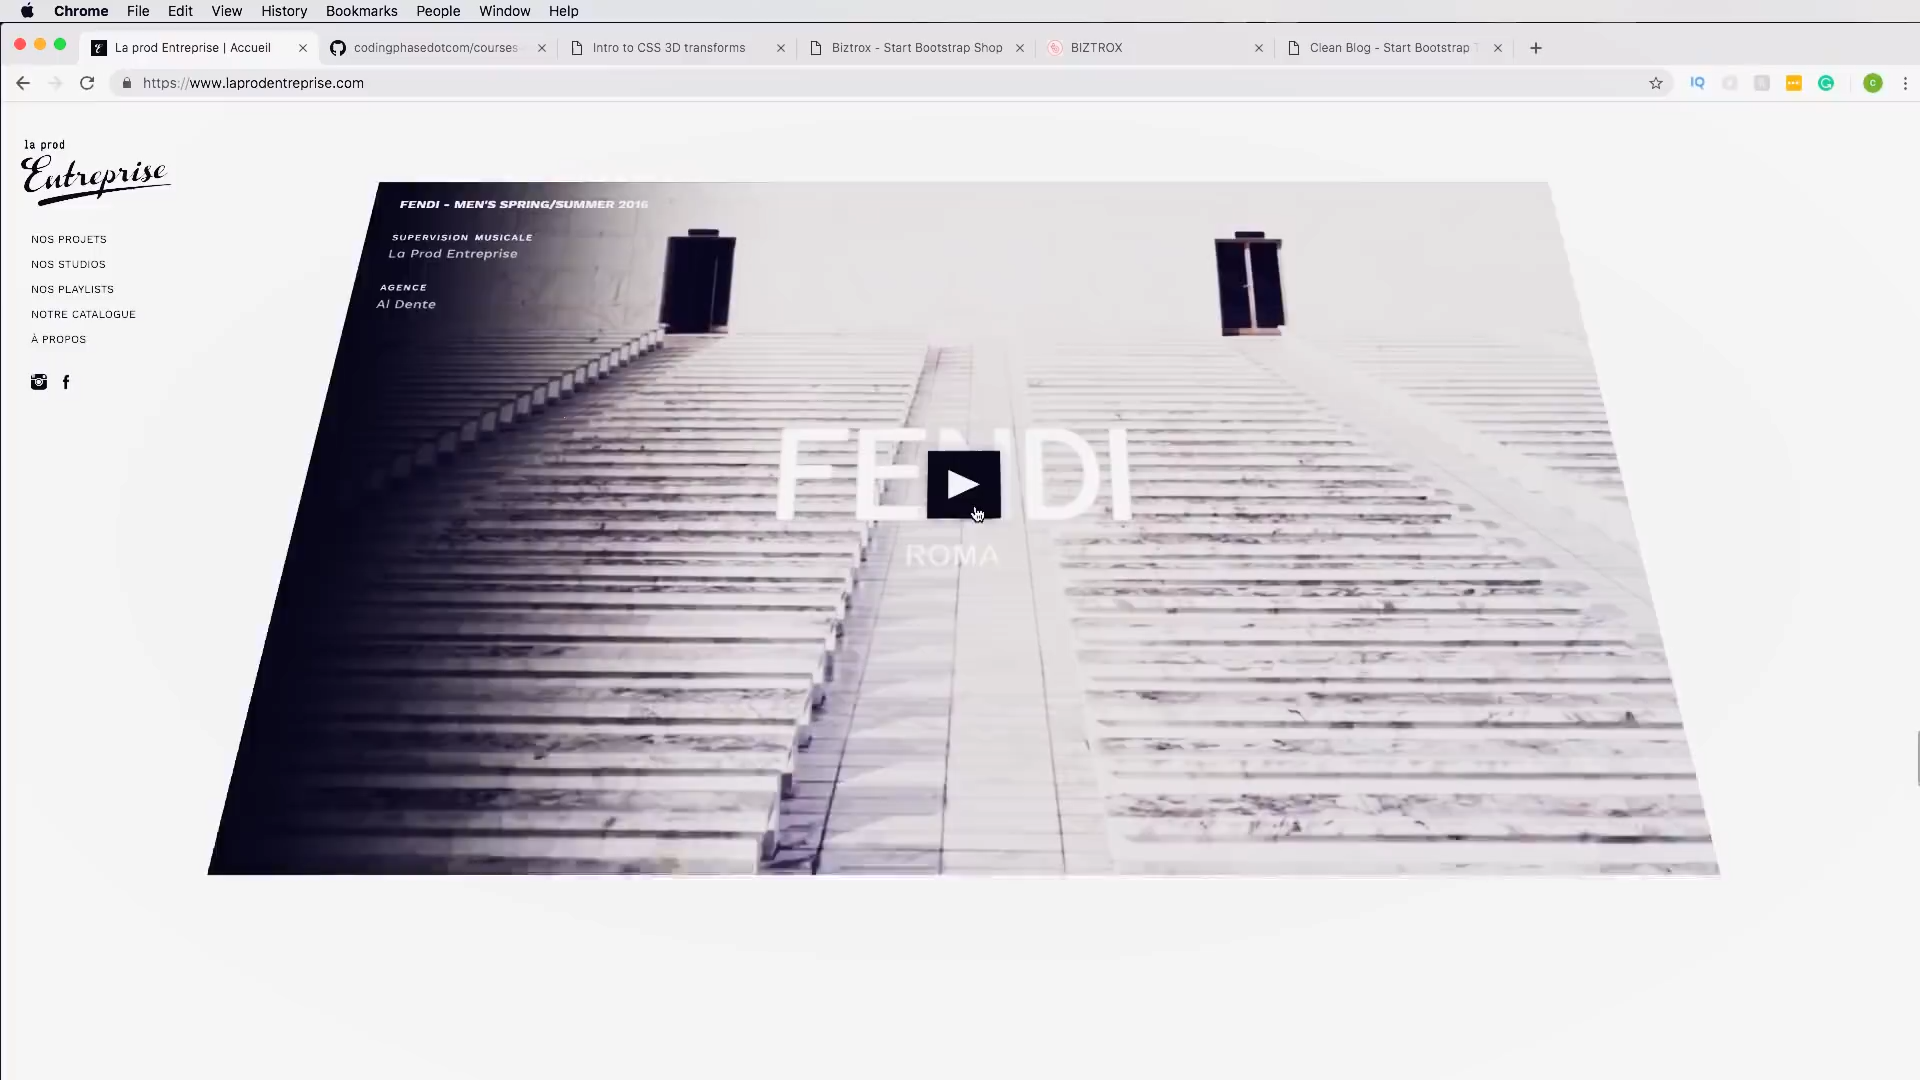 Chrome File Edit View History Bookmarks People Window Help
La prod Entreprise | Accueil
codingphasedotcom/courses-
Intro to CSS 3D transforms
Biztrox - Start Bootstrap Shop
BIZTROX
Clean Blog - Start Bootstrap T
https://www.laprodentreprise.com
IQ
C
la prod
Entreprise
NOS PROJETS
NOS STUDIOS
NOS PLAYLISTS
NOTRE CATALOGUE
À PROPOS
FENDI - MEN'S SPRING/SUMMER 2016
SUPERVISION MUSICALE
La Prod Entreprise
AGENCE
Al Dente
FENDI
ROMA